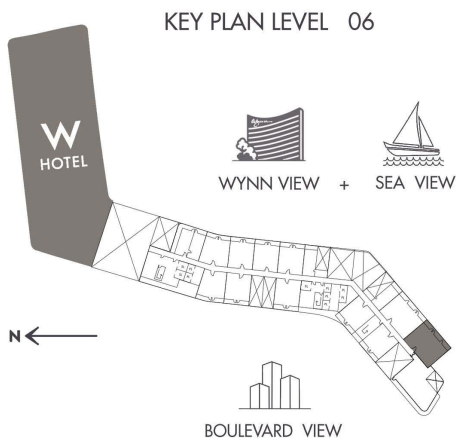 KEY PLAN LEVEL 06
W
HOTEL
WYNN VIEW + SEA VIEW
N
BOULEVARD VIEW